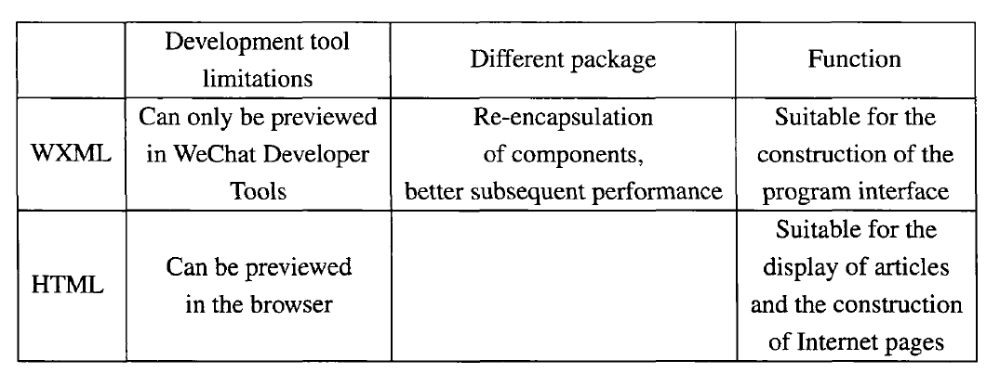 Development tool
limitations
Different package
Function
WXML
Can only be previewed
in WeChat Developer
Tools
Re-encapsulation
of components,
better subsequent performance
Suitable for the
construction of the
program interface
HTML
Can be previewed
in the browser
Suitable for the
display of articles
and the construction
of Internet pages